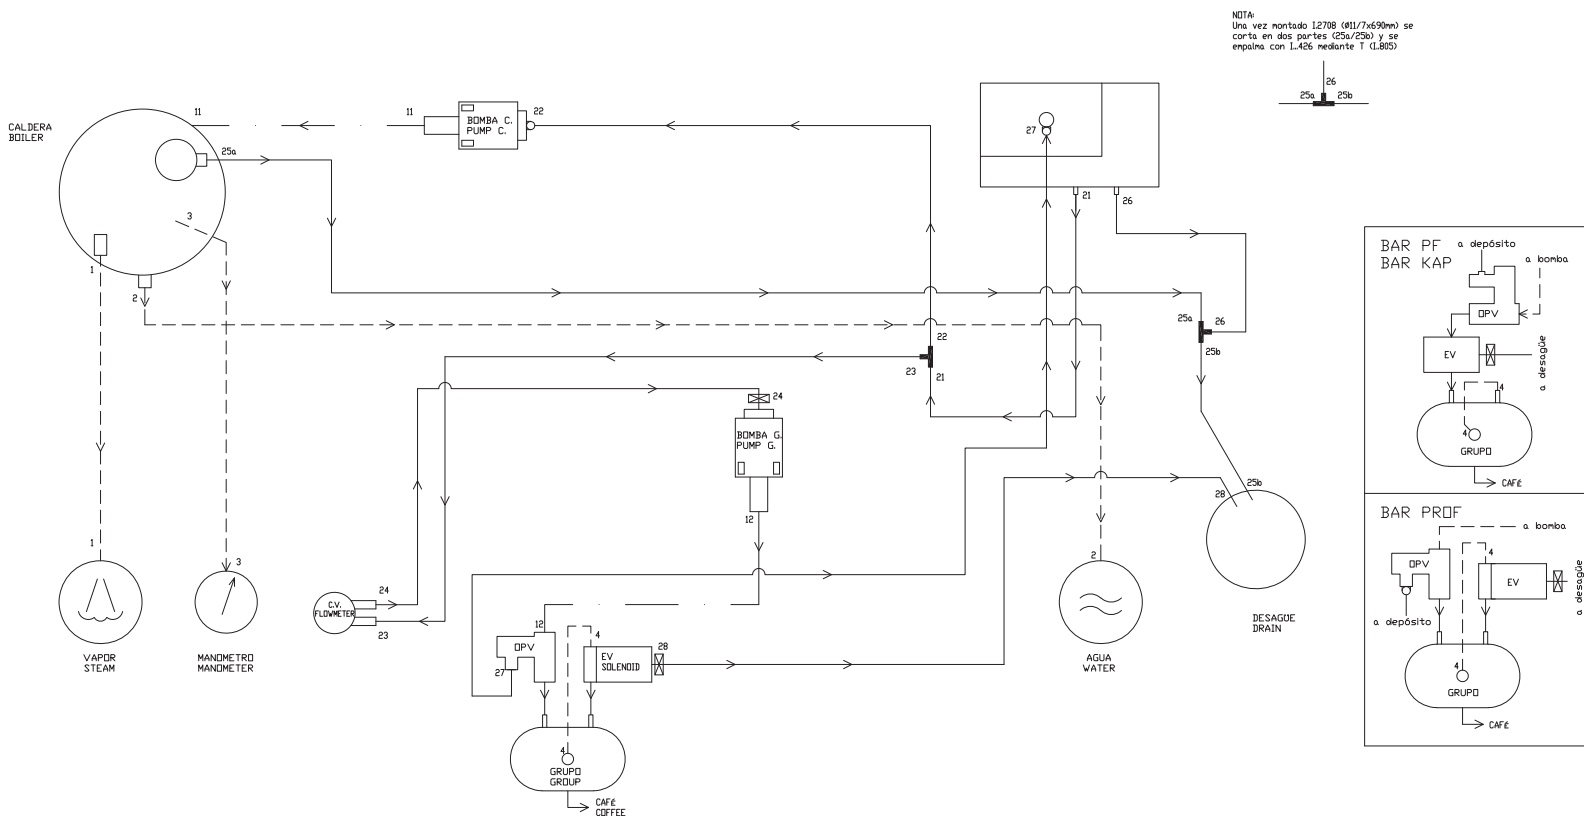 NOTA:
Una vez montado I.2708 (Ø11/7x690mm) se
corta en dos partes (25a/25b) y se
empalma con I..426 mediante T (I..805)
26
25a
25b
CALDERA
BOILER
11
11
BOMBA C.
PUMP C.
22
25a
27
3
21
26
1
2
22
25a
26
25b
23
21
24
BOMBA G.
PUMP G.
12
28
25b
1
3
24
C.V.
FLOWMETER
23
2
12
OPV
27
4
EV
SOLENOID
28
VAPOR
STEAM
MANOMETRO
MANOMETER
AGUA
WATER
DESAGÜE
DRAIN
4
GRUPO
GROUP
CAFÉ
COFFEE
BAR PF
BAR KAP
a depósito
a bomba
OPV
EV
a desagüe
4
4
GRUPO
CAFÉ
BAR PROF
a bomba
OPV
4
EV
a desagüe
a depósito
4
GRUPO
CAFÉ